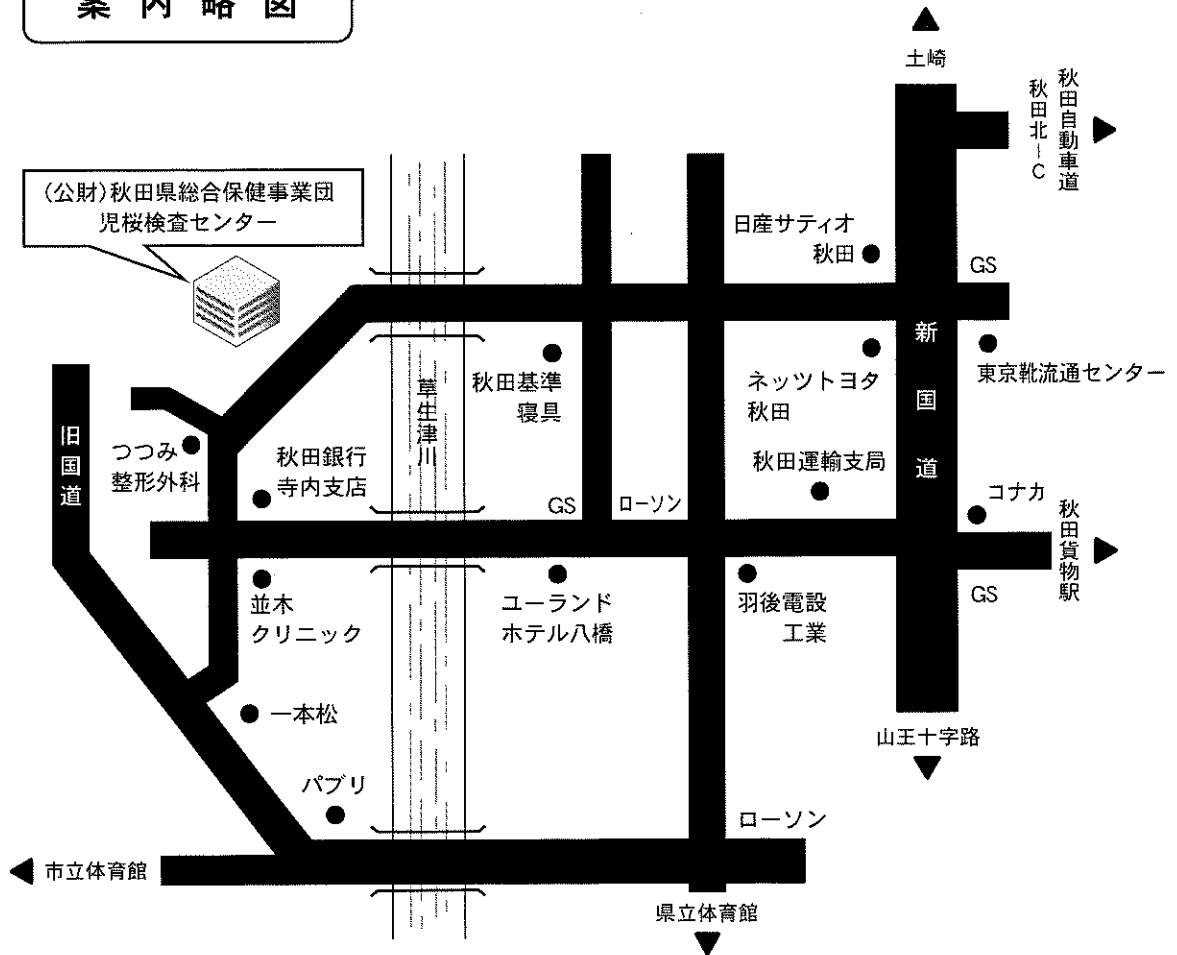 案内略図
土崎
秋田自動車道
秋田北IC
(公財)秋田県総合保健事業団
児桜検査センター
日産サティオ
秋田
GS
新国道
東京靴流通センター
ネッツトヨタ
秋田
秋田基準
寝具
草生津川
旧国道
つつみ
整形外科
秋田銀行
寺内支店
秋田運輸支局
GS
ローソン
コナカ
秋田貨物駅
並木
クリニック
ユーランド
ホテル八橋
羽後電設
工業
GS
一本松
山王十字路
パブリ
ローソン
市立体育館
県立体育館